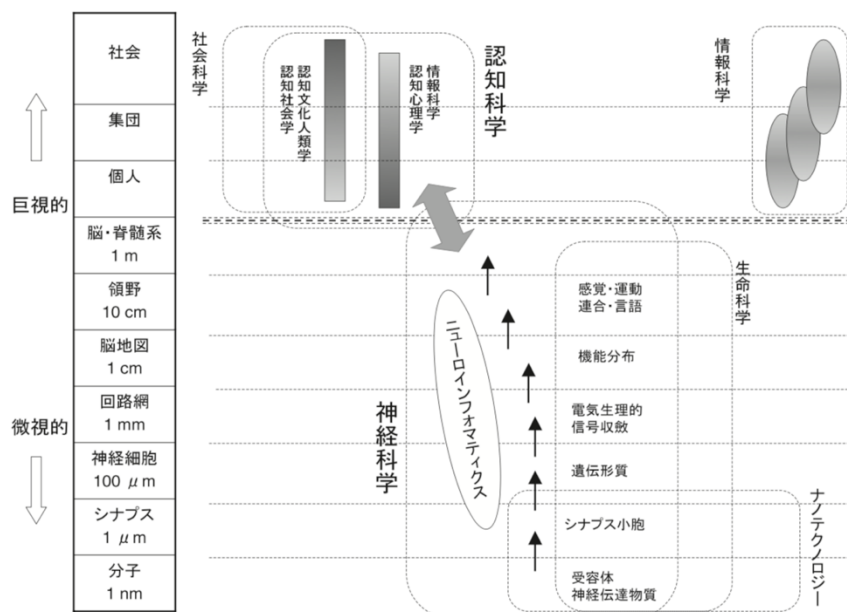 社会
集団
個人
脳・脊髄系
1 m
領野
10 cm
脳地図
1 cm
回路網
1 mm
神経細胞
100 μm
シナプス
1 μm
分子
1 nm
巨視的
微視的
社会科学
認知文化人類学
認知社会学
情報科学
認知心理学
認知科学
情報科学
神経科学
ニューロインフォマティクス
感覚・運動
連合・言語
機能分布
電気生理的
信号収斂
遺伝形質
シナプス小胞
受容体
神経伝達物質
生命科学
ナノテクノロジー